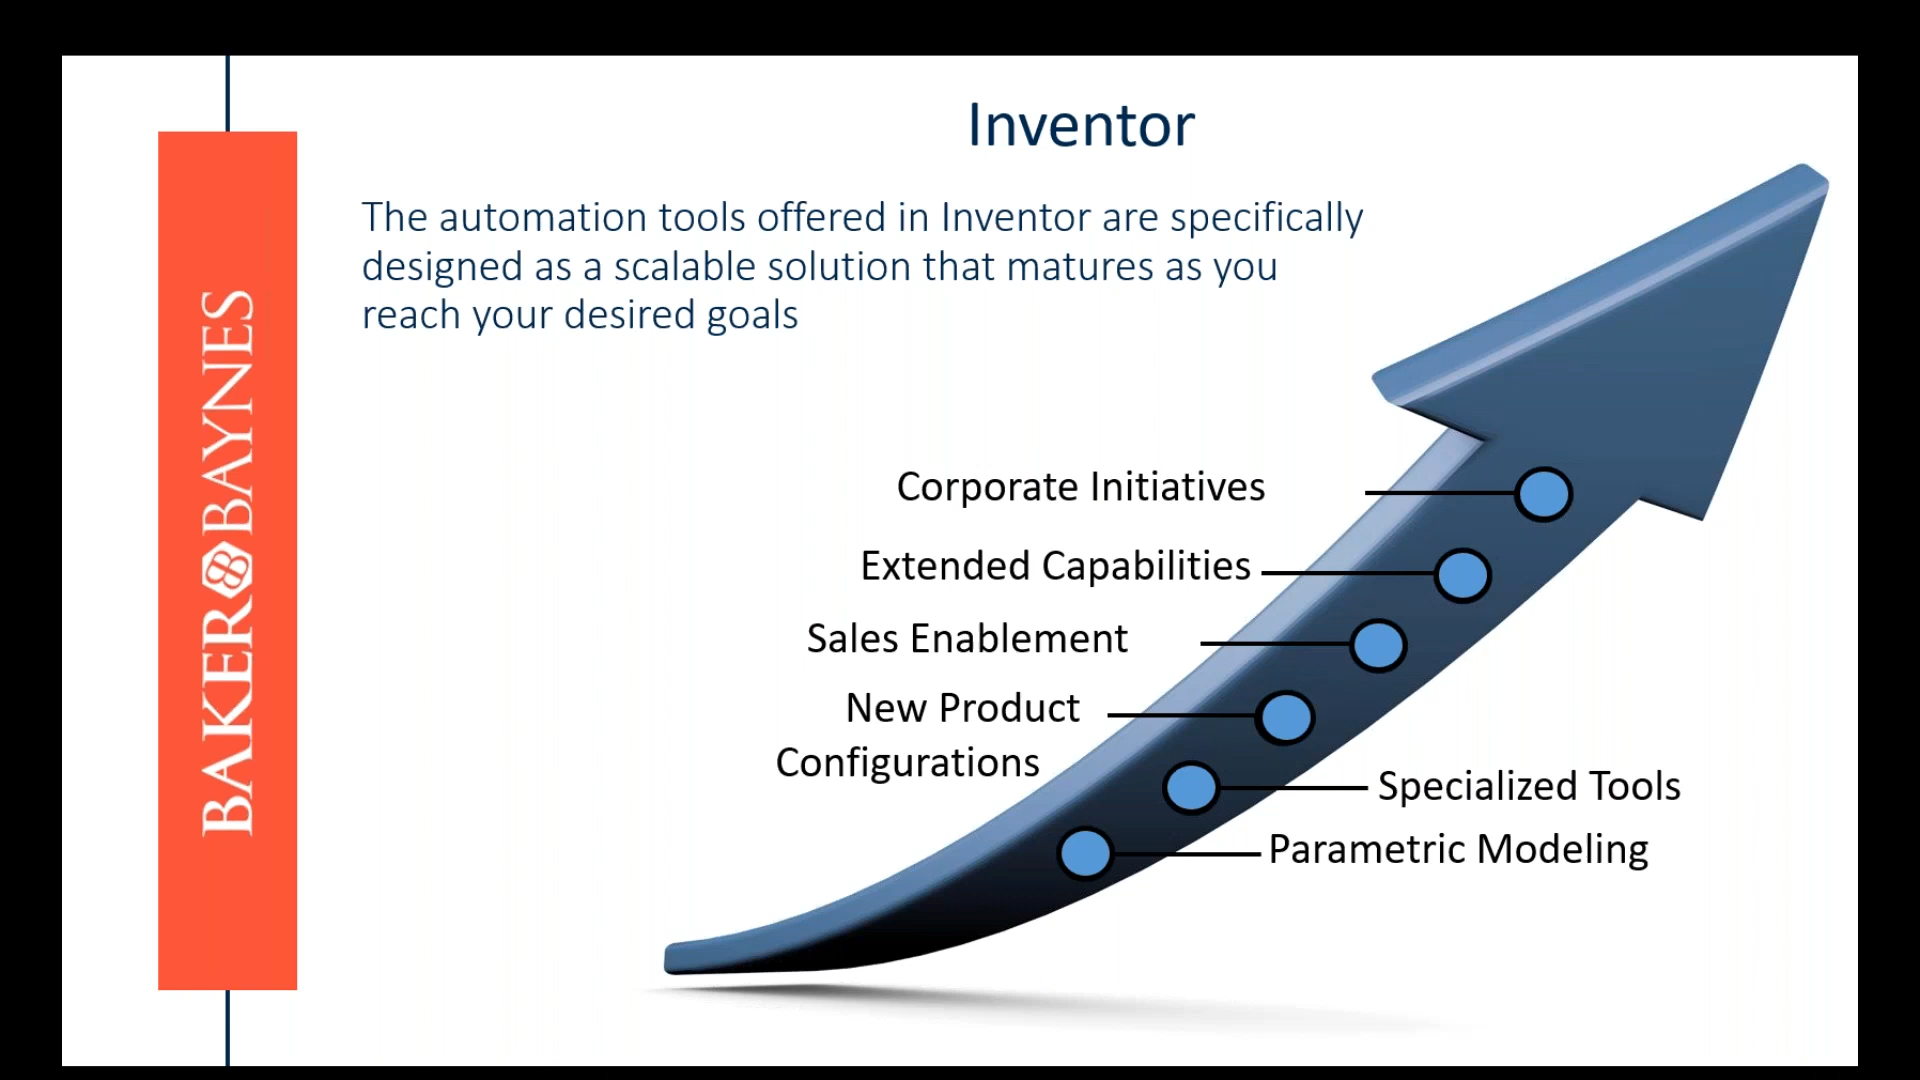 Inventor
The automation tools offered in Inventor are specifically
designed as a scalable solution that matures as you
reach your desired goals
BAKER BAYNES
Corporate Initiatives
Extended Capabilities
Sales Enablement
New Product
Configurations
Specialized Tools
Parametric Modeling